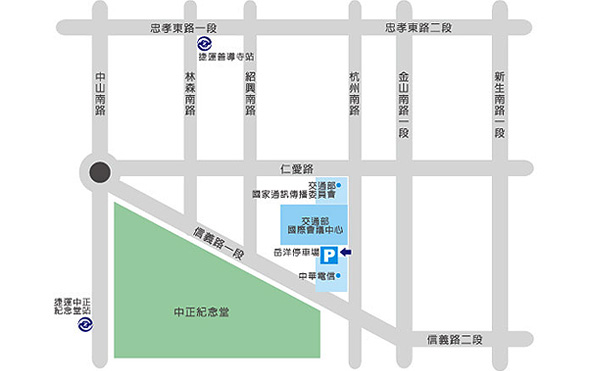 忠孝東路一段
忠孝東路二段
捷運善導寺站
中山南路
林森南路
紹興南路
杭州南路
金山南路一段
新生南路一段
仁愛路
交通部
國家通訊傳播委員會
交通部
國際會議中心
信義路一段
岳洋停車場
P
中華電信
捷運中正
紀念堂站
中正紀念堂
信義路二段